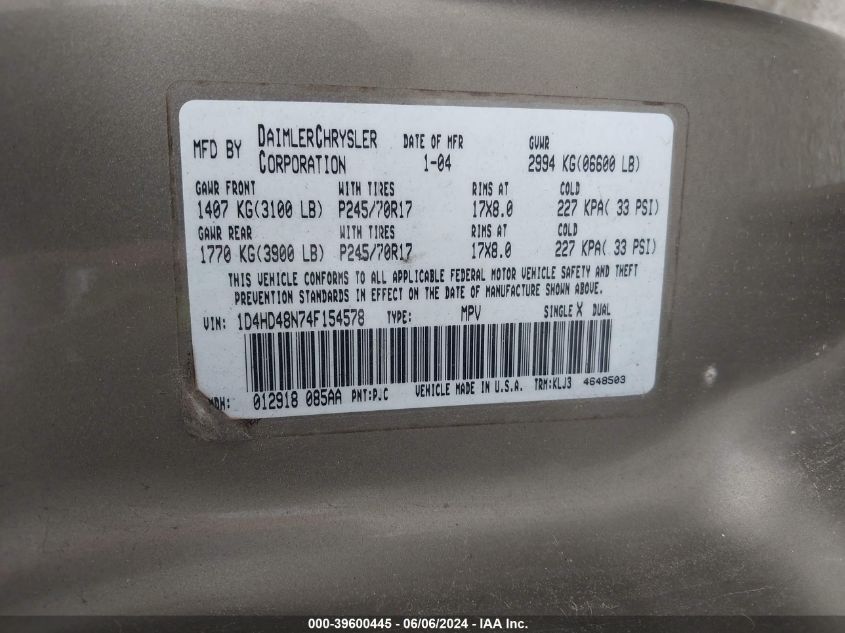 MFD BY DAIMLERCHRYSLER CORPORATION DATE OF MFR 1-04 GVWR 2994 KG(06600 LB)
GAWR FRONT WITH TIRES RIMS AT COLD
1407 KG(3100 LB) P245/70R17 17X8.0 227 KPA( 33 PSI)
GAWR REAR WITH TIRES RIMS AT COLD
1770 KG(3900 LB) P245/70R17 17X8.0 227 KPA( 33 PSI)
THIS VEHICLE CONFORMS TO ALL APPLICABLE FEDERAL MOTOR VEHICLE SAFETY AND THEFT
PREVENTION STANDARDS IN EFFECT ON THE DATE OF MANUFACTURE SHOWN ABOVE.
VIN: 1D4HD48N74F154578 TYPE: MPV SINGLE X DUAL
MDH: 012918 085AA PNT:PJC VEHICLE MADE IN U.S.A. TRM:KLJ3 4648503
000-39600445 - 06/06/2024 - IAA Inc.